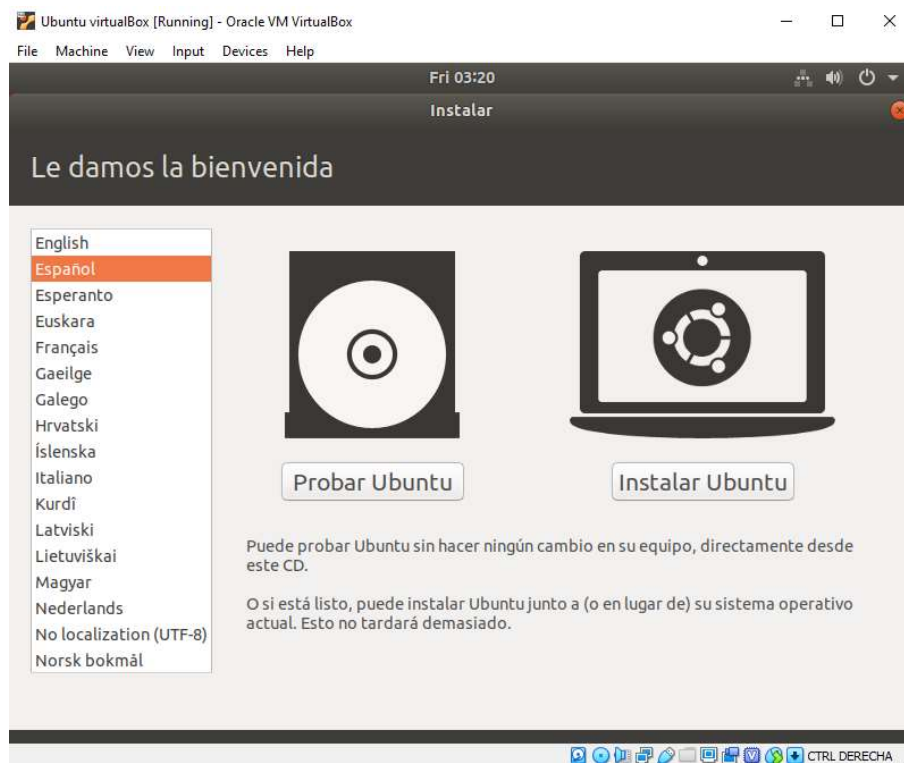 Ubuntu virtualBox [Running] - Oracle VM VirtualBox
File Machine View Input Devices Help
Fri 03:20
Instalar
Le damos la bienvenida
English
Español
Esperanto
Euskara
Français
Gaeilge
Galego
Hrvatski
Íslenska
Italiano
Kurdî
Latviski
Lietuviškai
Magyar
Nederlands
No localization (UTF-8)
Norsk bokmål
Probar Ubuntu
Instalar Ubuntu
Puede probar Ubuntu sin hacer ningún cambio en su equipo, directamente desde
este CD.
O si está listo, puede instalar Ubuntu junto a (o en lugar de) su sistema operativo
actual. Esto no tardará demasiado.
CTRL DERECHA